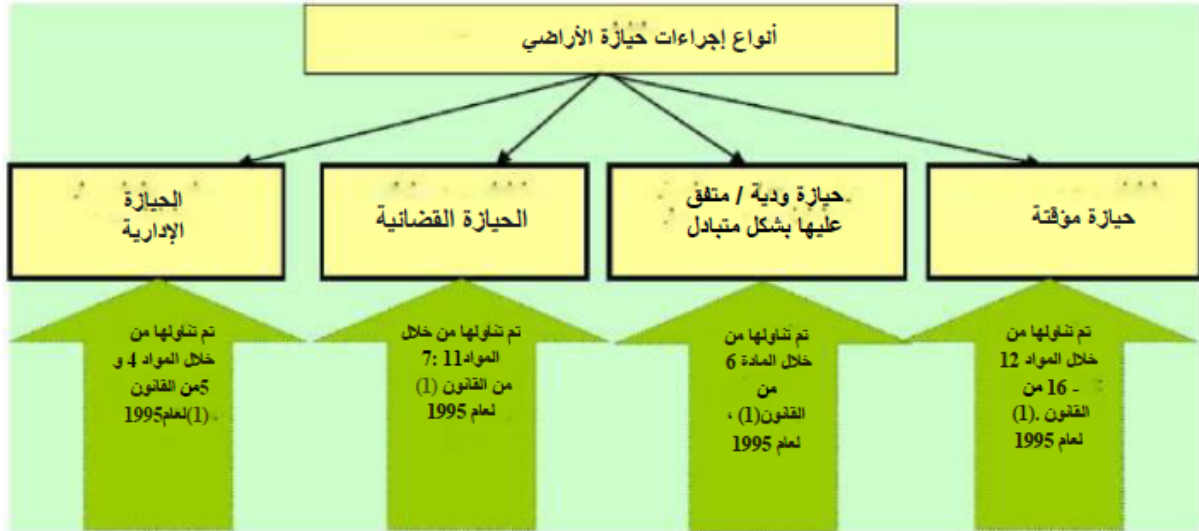 أنواع إجراءات حيازة الأراضي
حيازة مؤقتة
حيازة ودية / متفق
عليها بشكل متبادل
الحيازة القضائية
الحيازة
الإدارية
تم تناولها من
خلال المواد 12
- 16 من
القانون .(1)
لعام 1995
تم تناولها من
خلال المادة 6
من
القانون(1) ،
لعام 1995
تم تناولها من خلال
المواد11 :7
من القانون (1)
لعام 1995
تم تناولها من
خلال المواد 4 و
5من القانون
(1)لعام1995